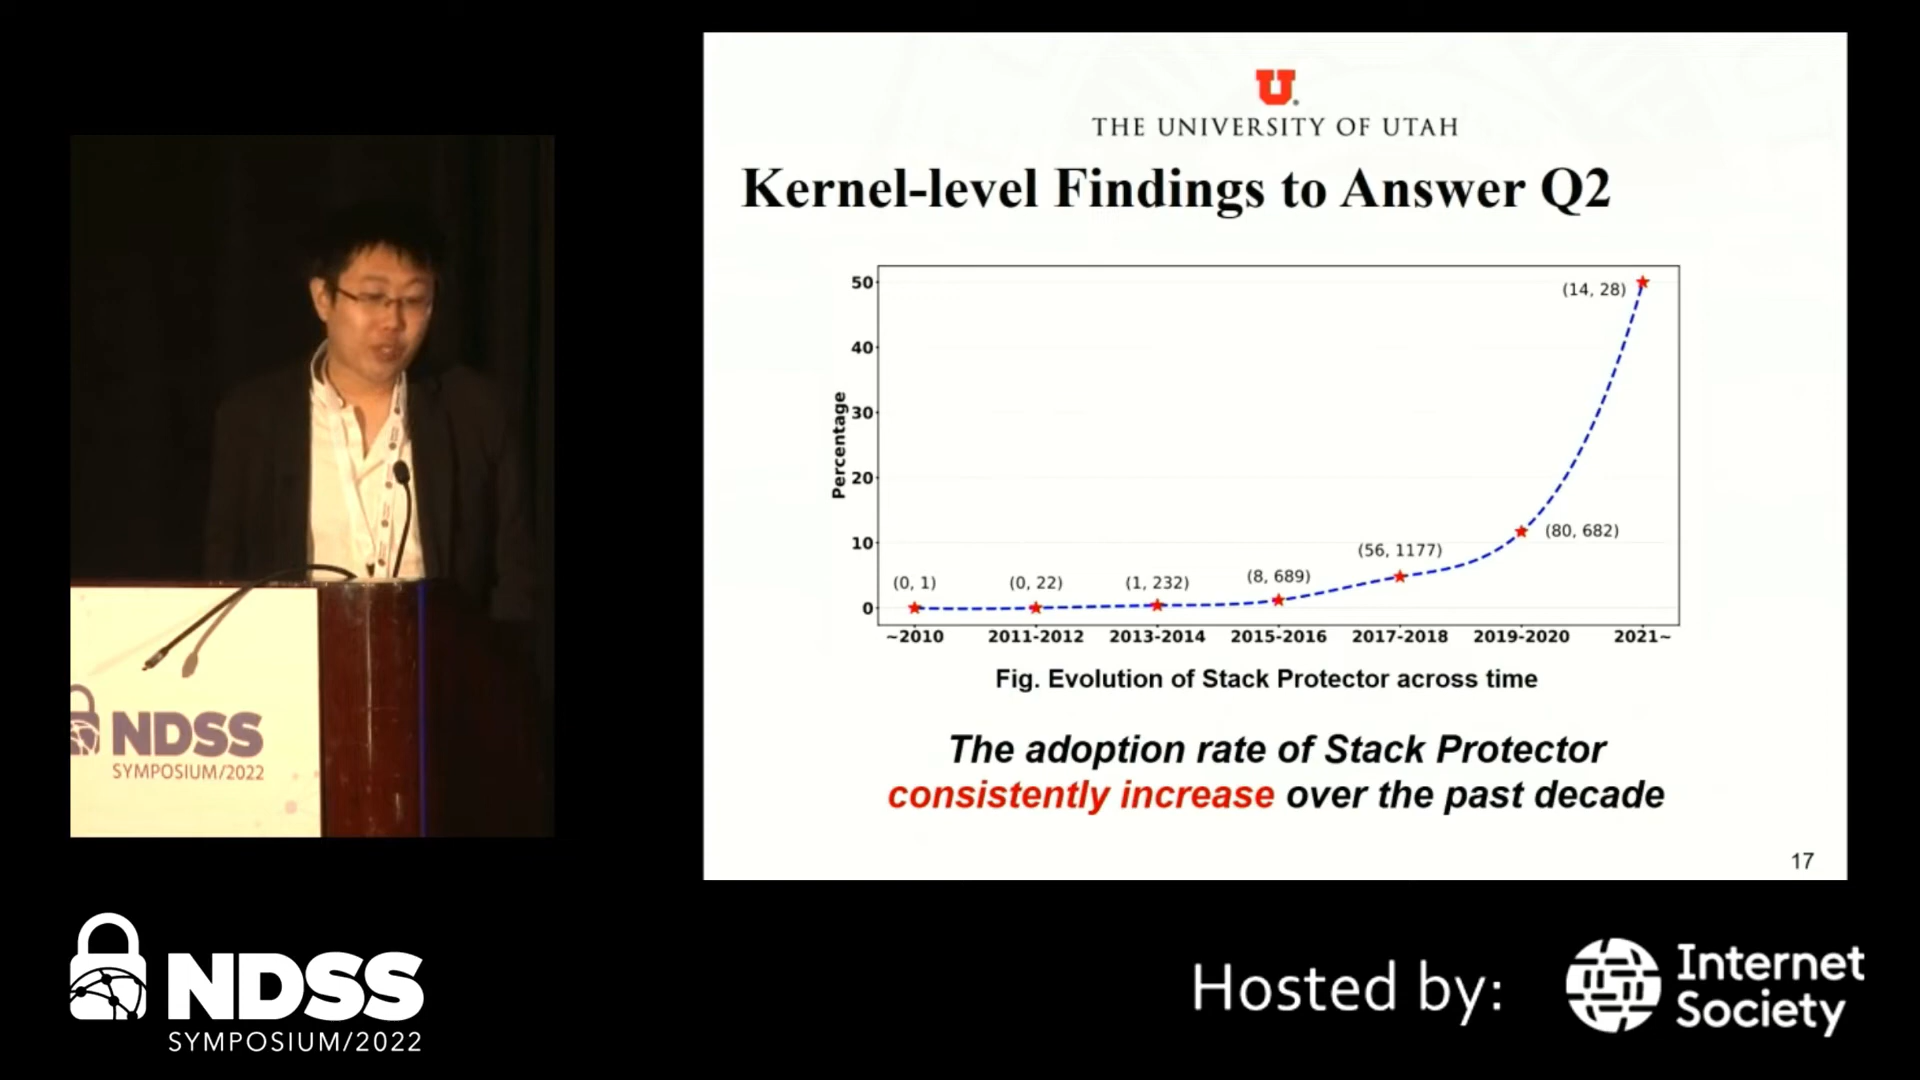 U
THE UNIVERSITY OF UTAH
Kernel-level Findings to Answer Q2
50
40
30
20
10
0
Percentage
(0, 1)
(0, 22)
(1, 232)
(8, 689)
(56, 1177)
(80, 682)
(14, 28)
~2010
2011-2012
2013-2014
2015-2016
2017-2018
2019-2020
2021~
Fig. Evolution of Stack Protector across time
The adoption rate of Stack Protector
consistently increase over the past decade
17
NDSS
SYMPOSIUM/2022
NDSS
SYMPOSIUM/2022
Hosted by:
Internet
Society